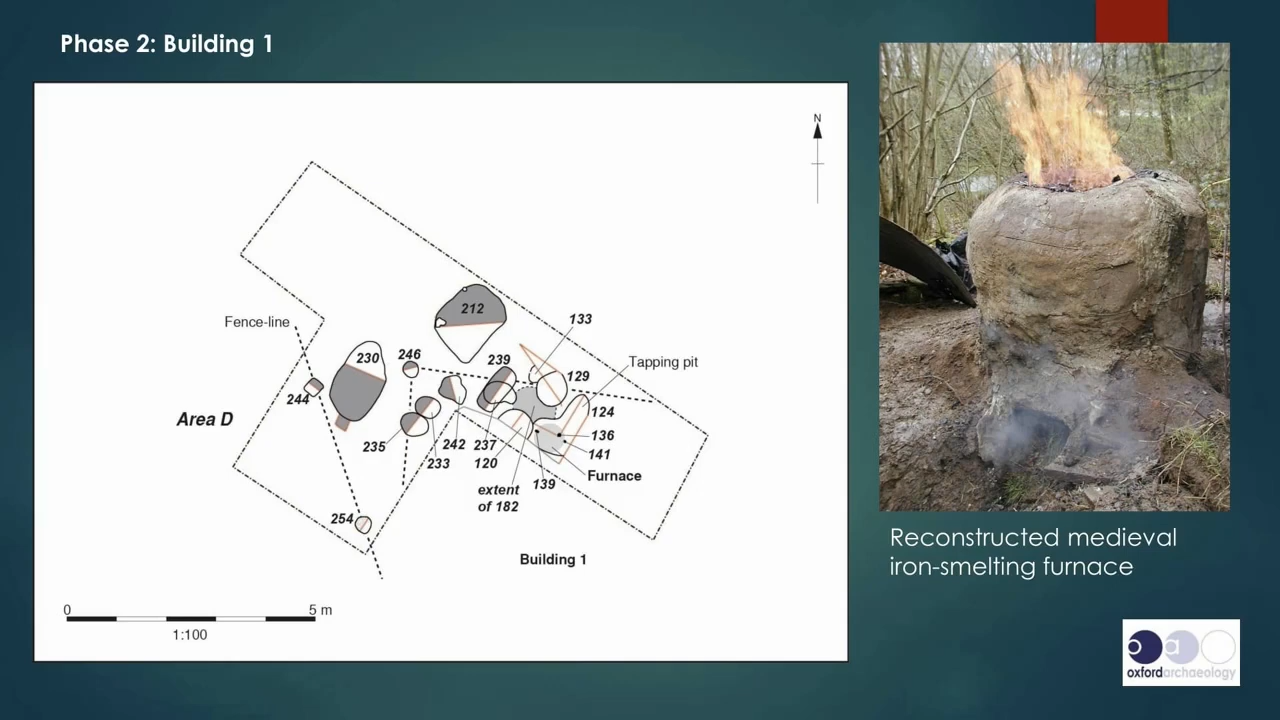 Phase 2: Building 1
N
212
133
Fence-line
230
246
239
Tapping pit
129
244
124
Area D
235
242
237
136
233
120
141
139
Furnace
extent
of 182
254
Building 1
0
5 m
1:100
Reconstructed medieval
iron-smelting furnace
oa
oxfordarchaeology